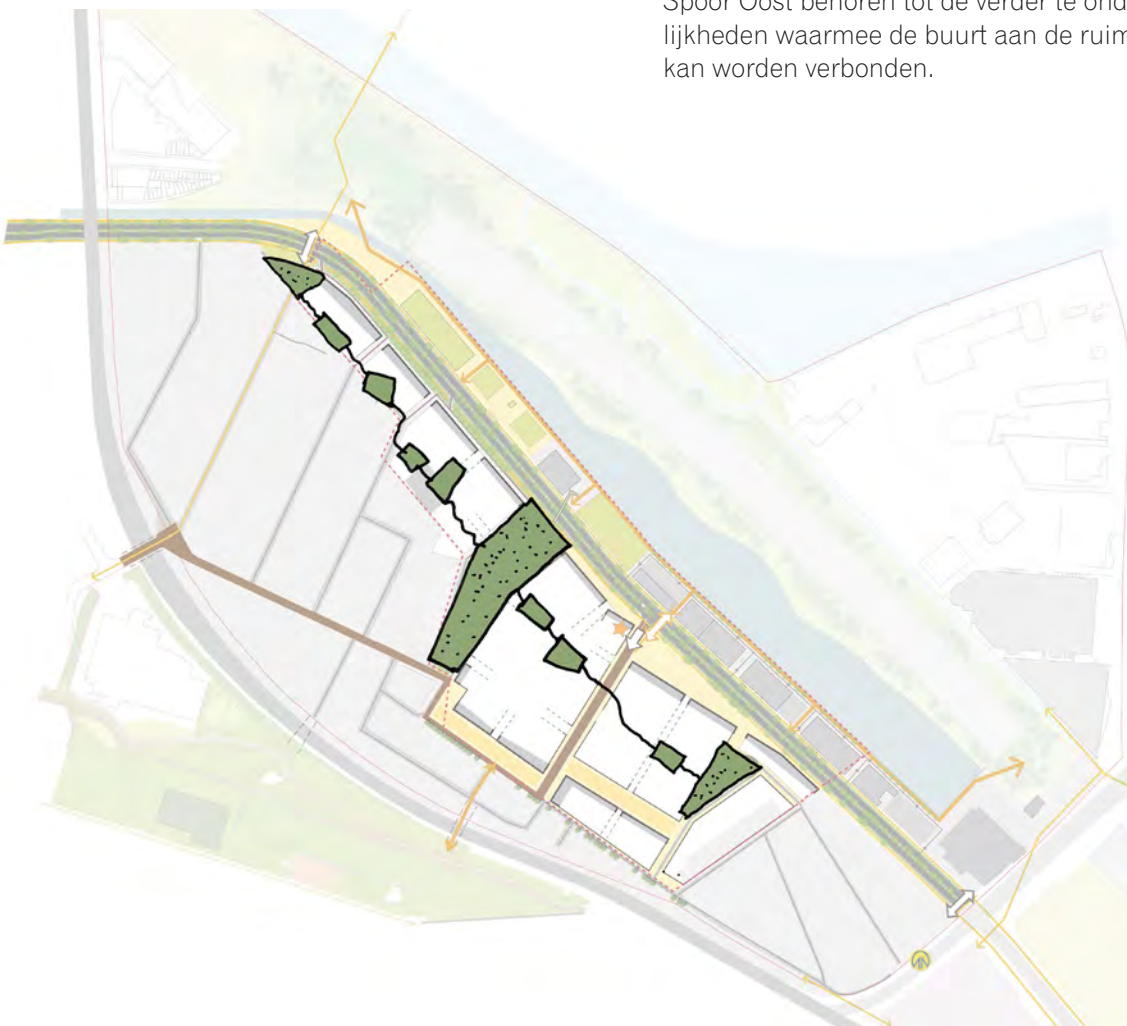 Spoor Oost behoren tot de verder te ond
lijkheden waarmee de buurt aan de ruim
kan worden verbonden.